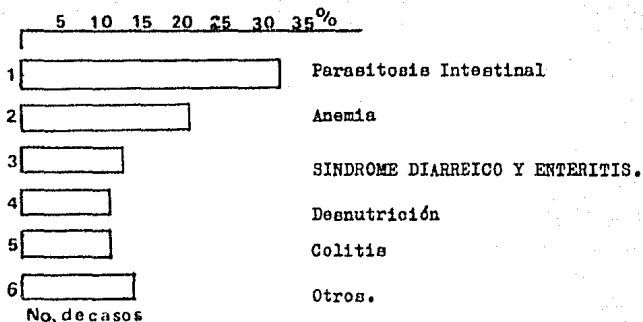 5 10 15 20 25 30 35%
1 Parasitosis Intestinal
2 Anemia
3 SINDROME DIARREICO Y ENTERITIS.
4 Desnutrición
5 Colitis
6 Otros.
No. de casos